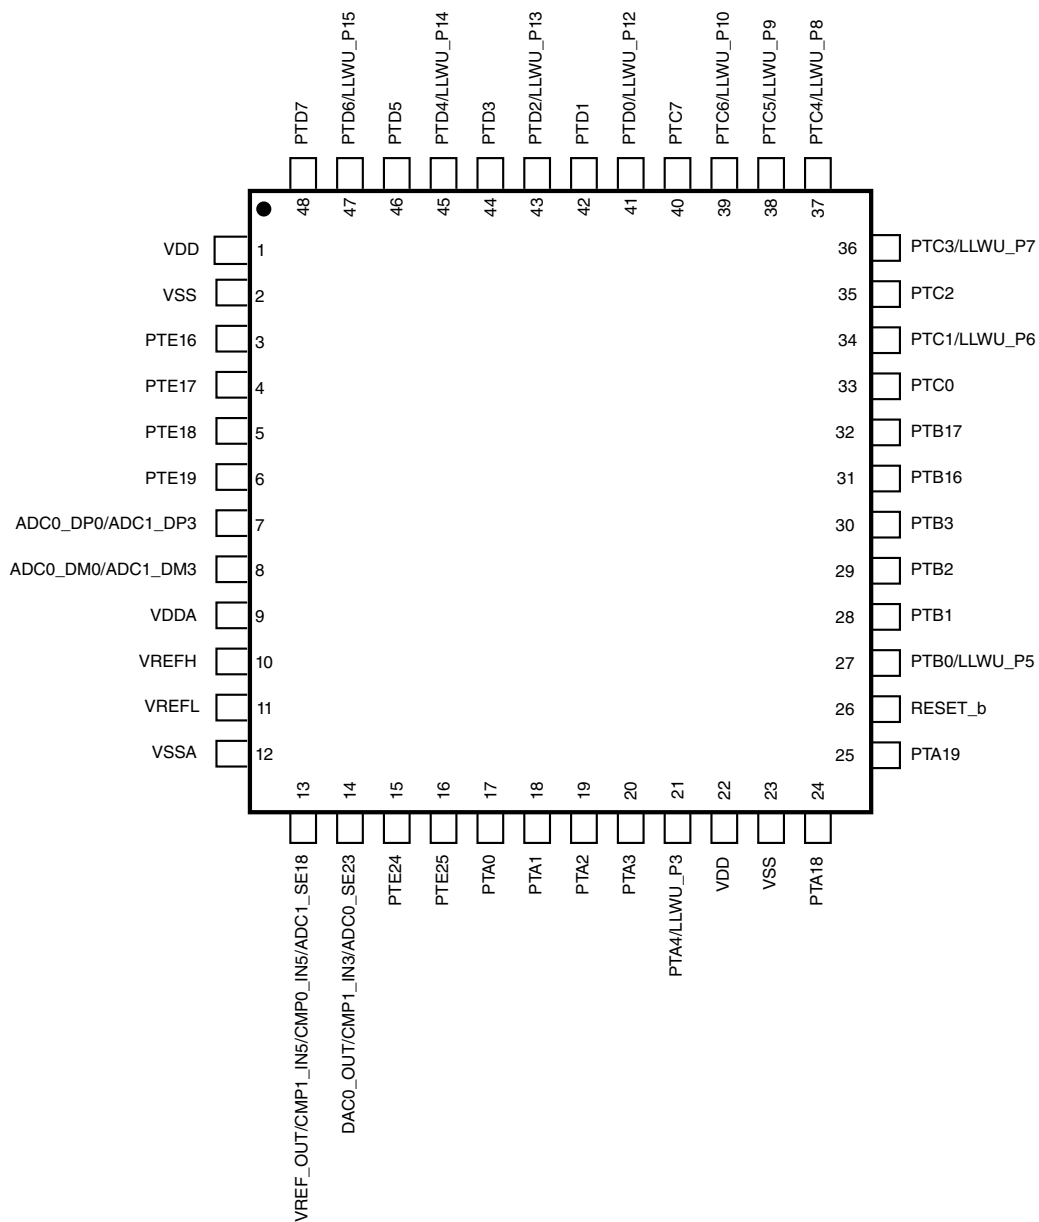 PTD7
PTD6/LLWU_P15
PTD5
PTD4/LLWU_P14
PTD3
PTD2/LLWU_P13
PTD1
PTD0/LLWU_P12
PTC7
PTC6/LLWU_P10
PTC5/LLWU_P9
PTC4/LLWU_P8
48
47
46
45
44
43
42
41
40
39
38
37
VDD 1
VSS 2
PTE16 3
PTE17 4
PTE18 5
PTE19 6
ADC0_DP0/ADC1_DP3 7
ADC0_DM0/ADC1_DM3 8
VDDA 9
VREFH 10
VREFL 11
VSSA 12
36 PTC3/LLWU_P7
35 PTC2
34 PTC1/LLWU_P6
33 PTC0
32 PTB17
31 PTB16
30 PTB3
29 PTB2
28 PTB1
27 PTB0/LLWU_P5
26 RESET_b
25 PTA19
13
14
15
16
17
18
19
20
21
22
23
24
VREF_OUT/CMP1_IN5/CMP0_IN5/ADC1_SE18
DAC0_OUT/CMP1_IN3/ADC0_SE23
PTE24
PTE25
PTA0
PTA1
PTA2
PTA3
PTA4/LLWU_P3
VDD
VSS
PTA18